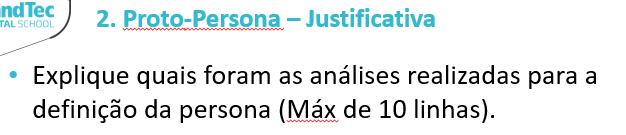 andTec
TAL SCHOOL
2. Proto-Persona – Justificativa
• Explique quais foram as análises realizadas para a
definição da persona (Máx de 10 linhas).